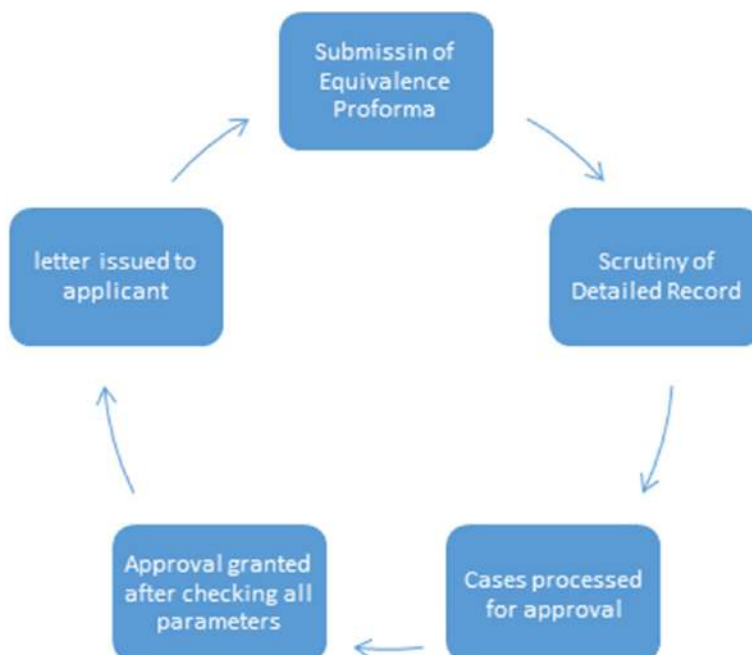 Submissin of
Equivalence
Proforma
Scrutiny of
Detailed Record
Cases processed
for approval
Approval granted
after checking all
parameters
letter issued to
applicant